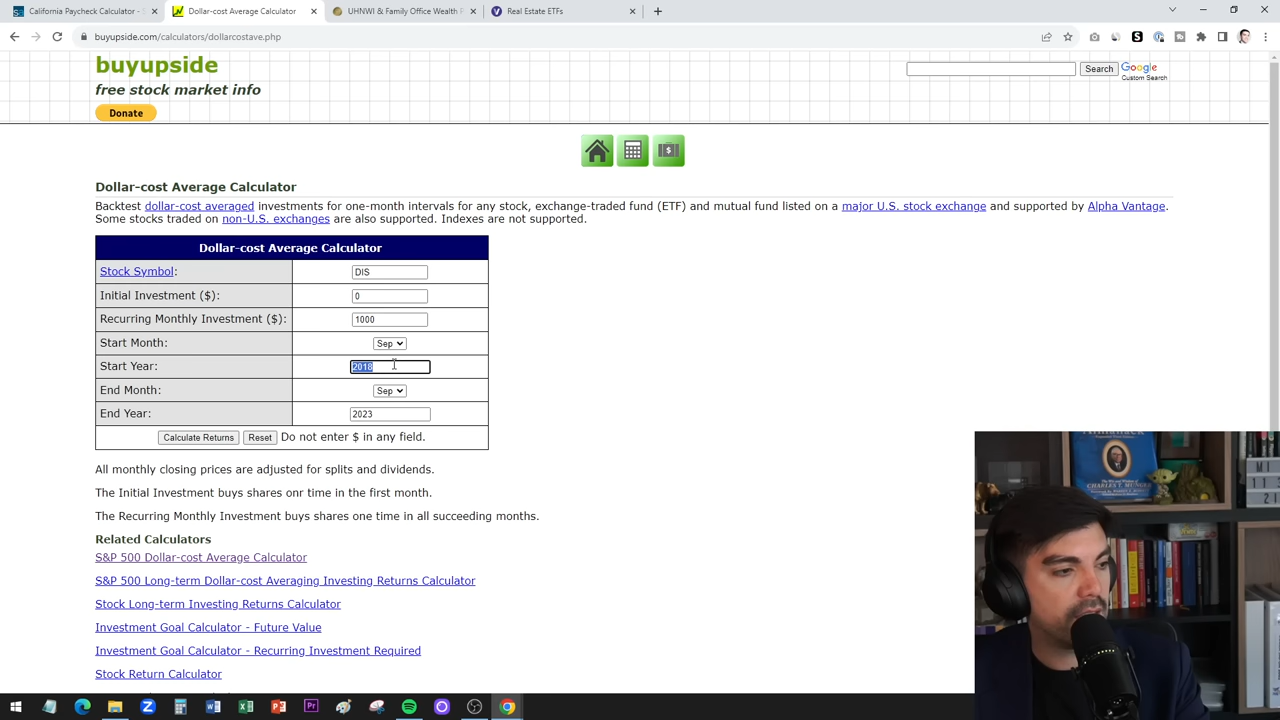 California Paycheck Calculator - S
Dollar-cost Average Calculator
UHNWI & Family Office Wealth P
Real Estate ETFs
buyupside.com/calculators/dollarcostave.php
buyupside
free stock market info
Donate
Search
Google
Custom Search
Dollar-cost Average Calculator
Backtest dollar-cost averaged investments for one-month intervals for any stock, exchange-traded fund (ETF) and mutual fund listed on a major U.S. stock exchange and supported by Alpha Vantage.
Some stocks traded on non-U.S. exchanges are also supported. Indexes are not supported.
Dollar-cost Average Calculator
Stock Symbol: DIS
Initial Investment ($): 0
Recurring Monthly Investment ($): 1000
Start Month: Sep
Start Year: 2018
End Month: Sep
End Year: 2023
Calculate Returns Reset Do not enter $ in any field.
All monthly closing prices are adjusted for splits and dividends.
The Initial Investment buys shares onr time in the first month.
The Recurring Monthly Investment buys shares one time in all succeeding months.
Related Calculators
S&P 500 Dollar-cost Average Calculator
S&P 500 Long-term Dollar-cost Averaging Investing Returns Calculator
Stock Long-term Investing Returns Calculator
Investment Goal Calculator - Future Value
Investment Goal Calculator - Recurring Investment Required
Stock Return Calculator
CHARLES T. MUNGER